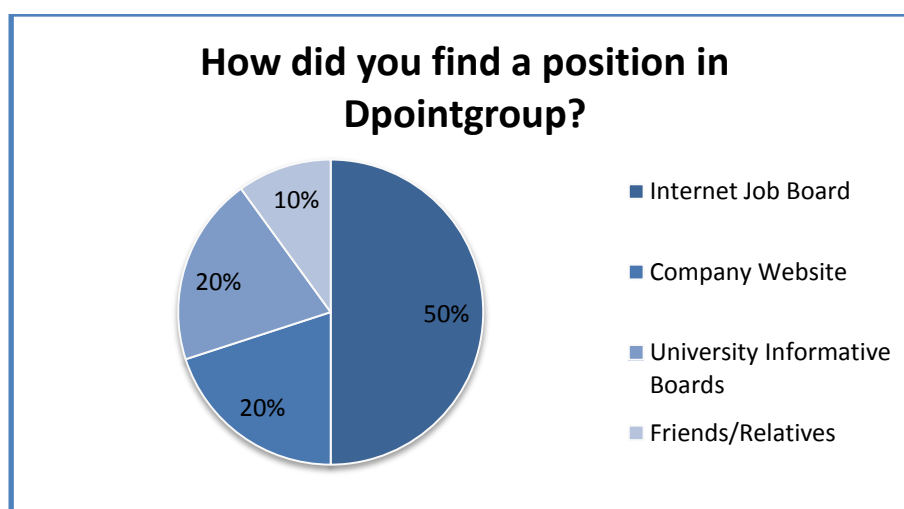 How did you find a position in
Dpointgroup?
10%
50%
20%
20%
Internet Job Board
Company Website
University Informative
Boards
Friends/Relatives